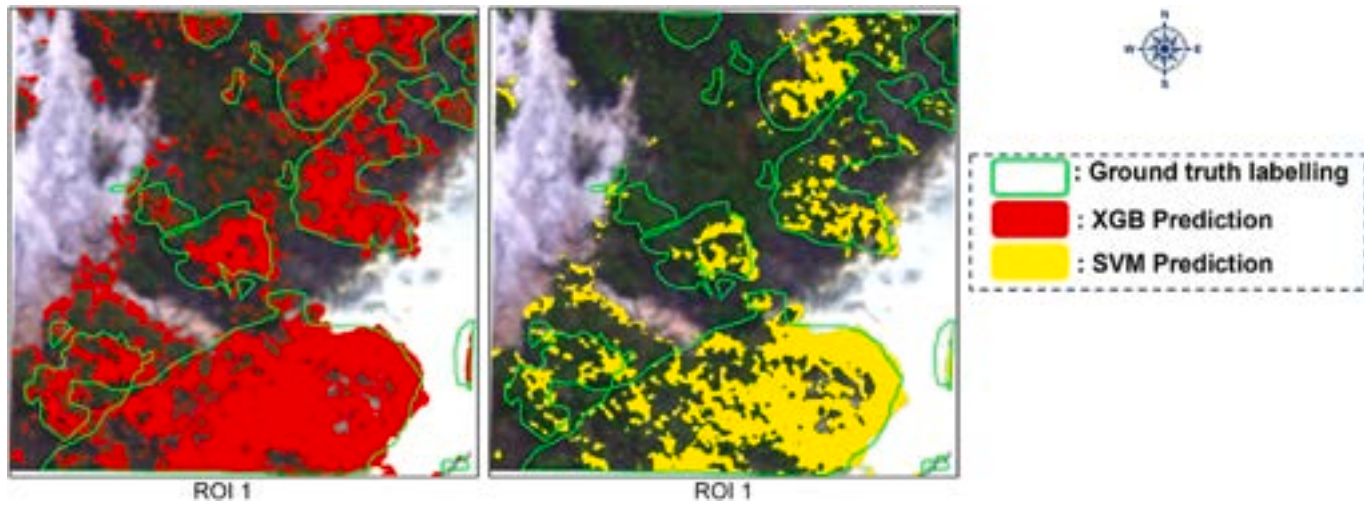 N
W E
S
: Ground truth labelling
: XGB Prediction
: SVM Prediction
ROI 1
ROI 1